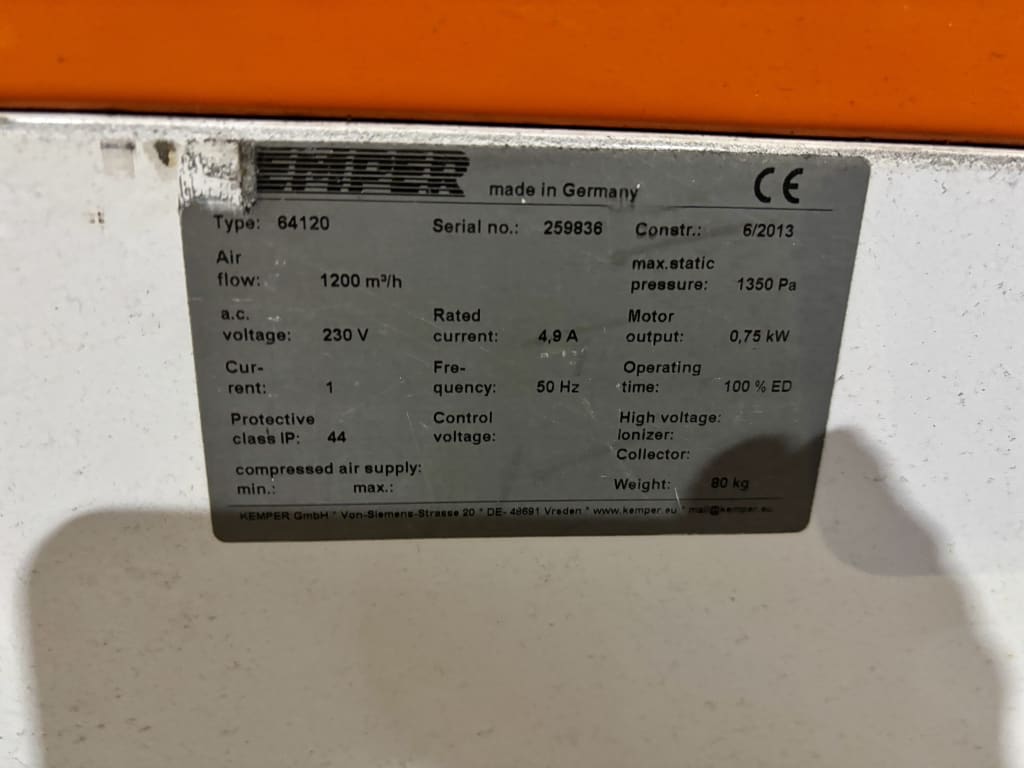 EMPER made in Germany CE
Type: 64120 Serial no.: 259836 Constr.: 6/2013
Air max.static
flow: 1200 m³/h pressure: 1350 Pa
a.c. Rated Motor
voltage: 230 V current: 4,9 A output: 0,75 kW
Cur- Fre- Operating
rent: 1 quency: 50 Hz time: 100 % ED
Protective Control High voltage:
class IP: 44 voltage: Ionizer:
Collector:
compressed air supply:
min.: max.: Weight: 80 kg
KEMPER GmbH * Von-Siemens-Strasse 20 * DE- 48691 Vreden * www.kemper.eu * mail@kemper.eu